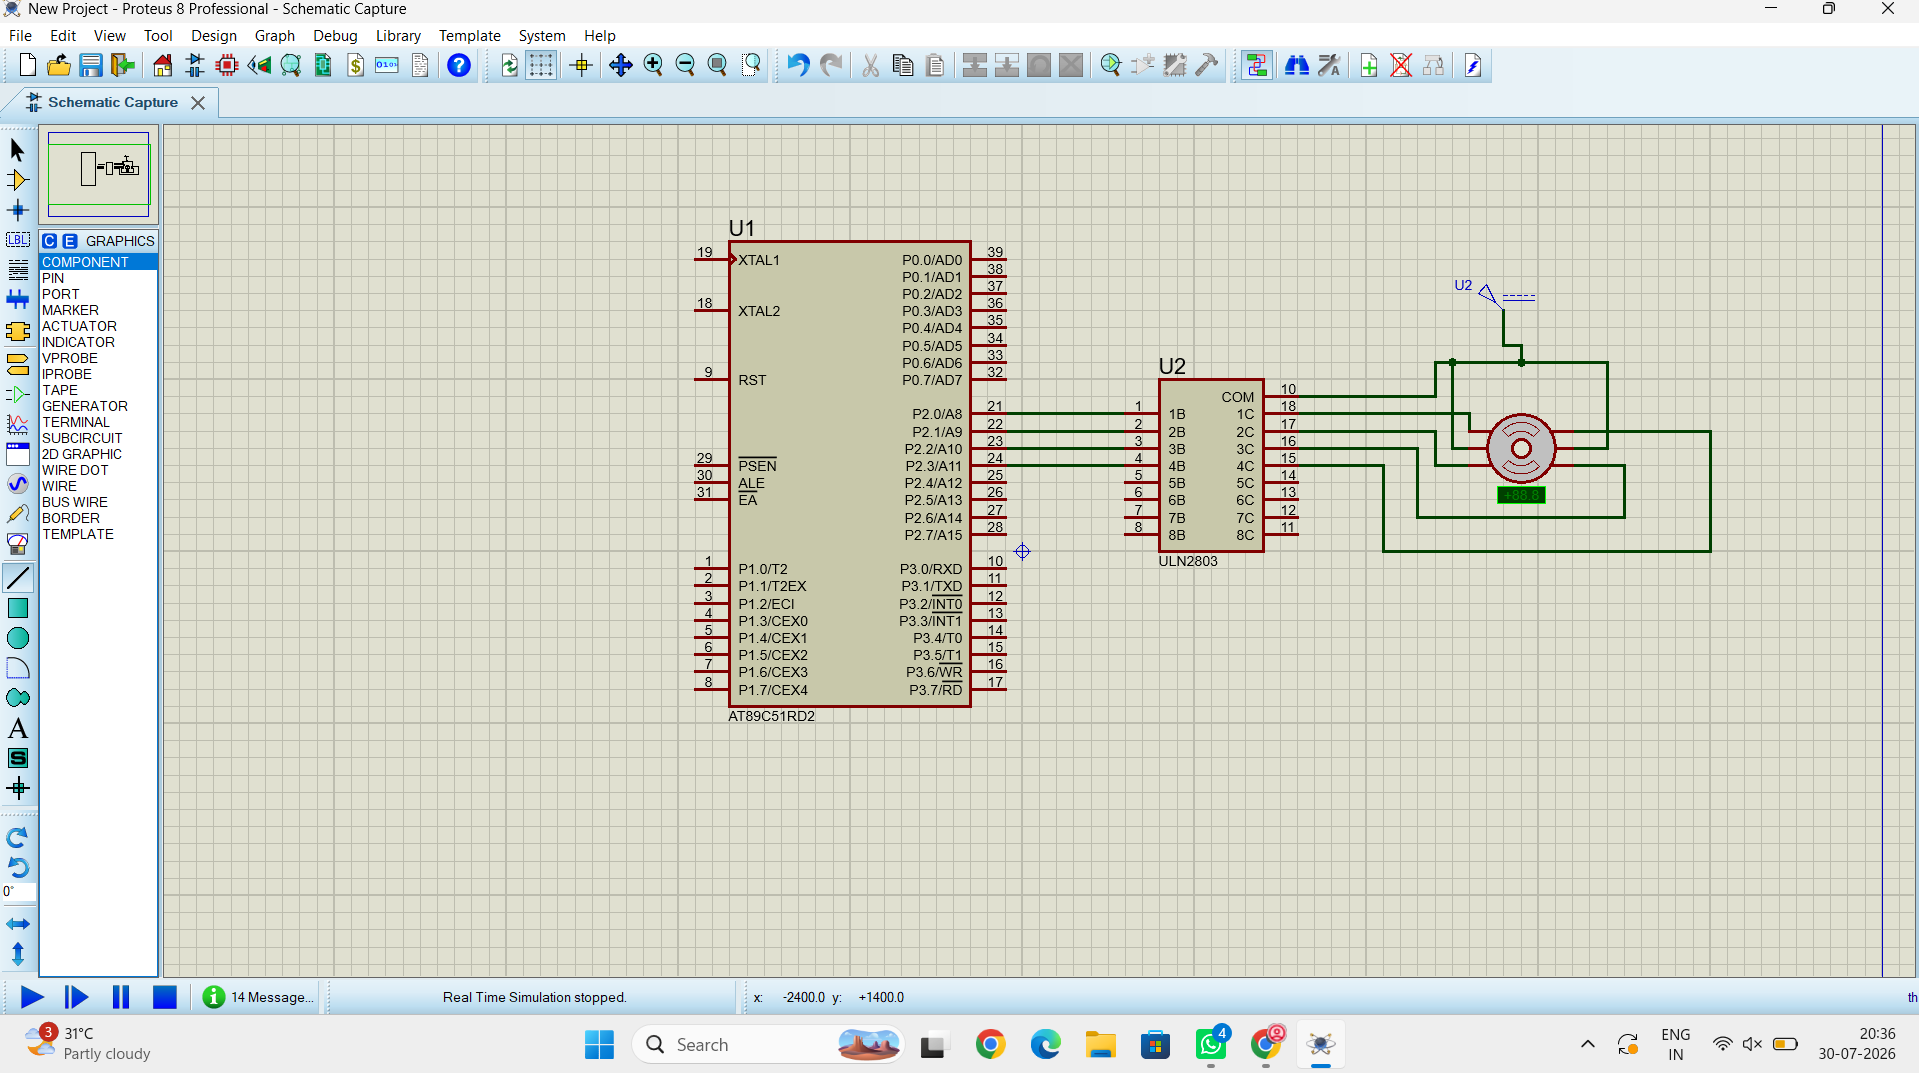 New Project - Proteus 8 Professional - Schematic Capture
File Edit View Tool Design Graph Debug Library Template System Help
Schematic Capture
C E GRAPHICS
COMPONENT
PIN
PORT
MARKER
ACTUATOR
INDICATOR
VPROBE
IPROBE
TAPE
GENERATOR
TERMINAL
SUBCIRCUIT
2D GRAPHIC
WIRE DOT
WIRE
BUS WIRE
BORDER
TEMPLATE
LBL
A
S
0°
U1
19 XTAL1
18 XTAL2
9 RST
29 PSEN
30 ALE
31 EA
1 P1.0/T2
2 P1.1/T2EX
3 P1.2/ECI
4 P1.3/CEX0
5 P1.4/CEX1
6 P1.5/CEX2
7 P1.6/CEX3
8 P1.7/CEX4
P0.0/AD0 39
P0.1/AD1 38
P0.2/AD2 37
P0.3/AD3 36
P0.4/AD4 35
P0.5/AD5 34
P0.6/AD6 33
P0.7/AD7 32
P2.0/A8 21
P2.1/A9 22
P2.2/A10 23
P2.3/A11 24
P2.4/A12 25
P2.5/A13 26
P2.6/A14 27
P2.7/A15 28
P3.0/RXD 10
P3.1/TXD 11
P3.2/INT0 12
P3.3/INT1 13
P3.4/T0 14
P3.5/T1 15
P3.6/WR 16
P3.7/RD 17
AT89C51RD2
U2
COM 10
1 1B 1C 18
2 2B 2C 17
3 3B 3C 16
4 4B 4C 15
5 5B 5C 14
6 6B 6C 13
7 7B 7C 12
8 8B 8C 11
ULN2803
U2
+88.8
14 Message...
Real Time Simulation stopped.
x: -2400.0 y: +1400.0
th
3
31°C
Partly cloudy
Search
4
ENG
IN
20:36
30-07-2026